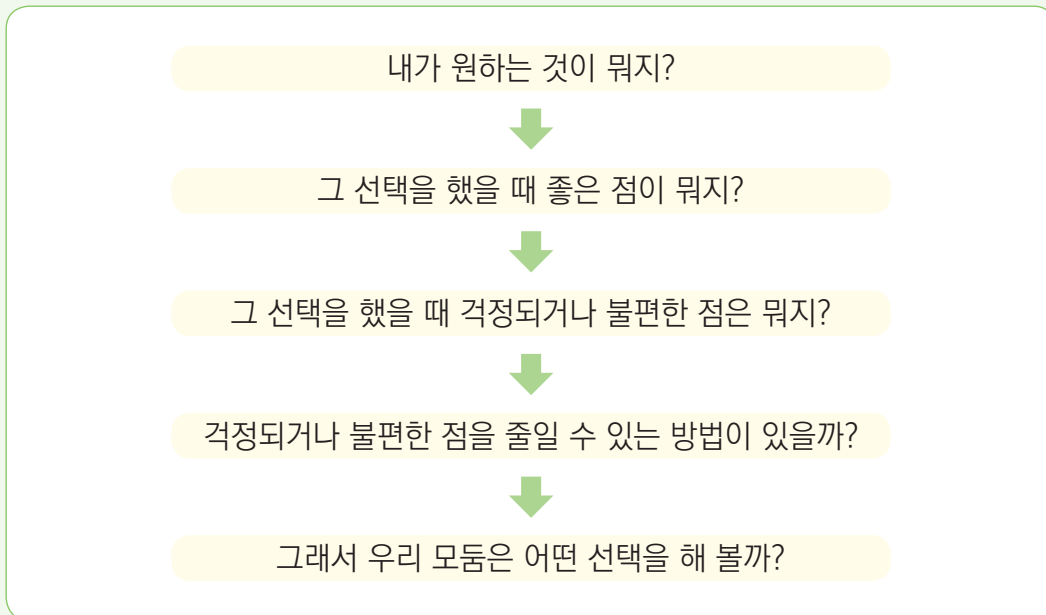 내가 원하는 것이 뭐지?
그 선택을 했을 때 좋은 점이 뭐지?
그 선택을 했을 때 걱정되거나 불편한 점은 뭐지?
걱정되거나 불편한 점을 줄일 수 있는 방법이 있을까?
그래서 우리 모둠은 어떤 선택을 해 볼까?